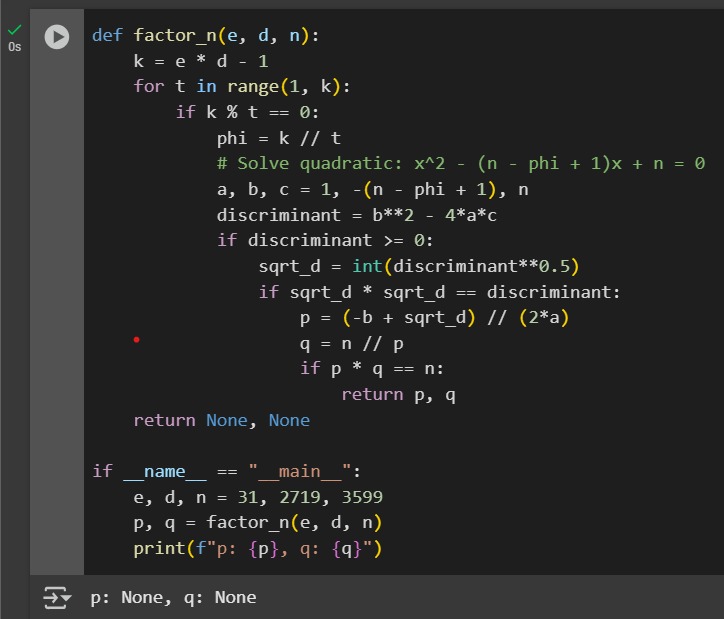 0s
def factor_n(e, d, n):
    k = e * d - 1
    for t in range(1, k):
        if k % t == 0:
            phi = k // t
            # Solve quadratic: x^2 - (n - phi + 1)x + n = 0
            a, b, c = 1, -(n - phi + 1), n
            discriminant = b**2 - 4*a*c
            if discriminant >= 0:
                sqrt_d = int(discriminant**0.5)
                if sqrt_d * sqrt_d == discriminant:
                    p = (-b + sqrt_d) // (2*a)
                    q = n // p
                    if p * q == n:
                        return p, q
    return None, None
if __name__ == "__main__":
    e, d, n = 31, 2719, 3599
    p, q = factor_n(e, d, n)
    print(f"p: {p}, q: {q}")
p: None, q: None